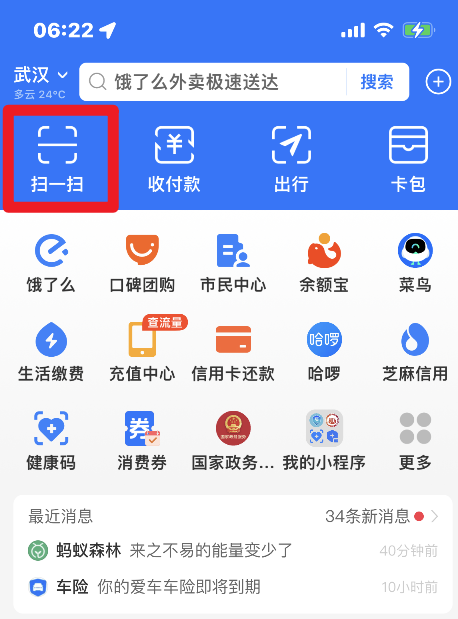 06:22
武汉
多云 24°C
饿了么外卖极速送达
搜索
扫一扫
收付款
出行
卡包
饿了么
口碑团购
市民中心
余额宝
菜鸟
查流量
生活缴费
充值中心
信用卡还款
哈啰
哈啰
芝麻信用
券
健康码
消费券
国家政务...
我的小程序
更多
最近消息
34条新消息
蚂蚁森林 来之不易的能量变少了
40分钟前
车险 你的爱车车险即将到期
10小时前